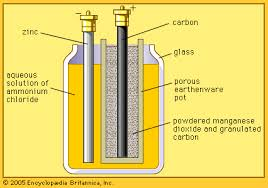 − +
zinc
carbon
glass
aqueous
solution of
ammonium
chloride
porous
earthenware
pot
powdered manganese
dioxide and granulated
carbon
© 2005 Encyclopædia Britannica, Inc.